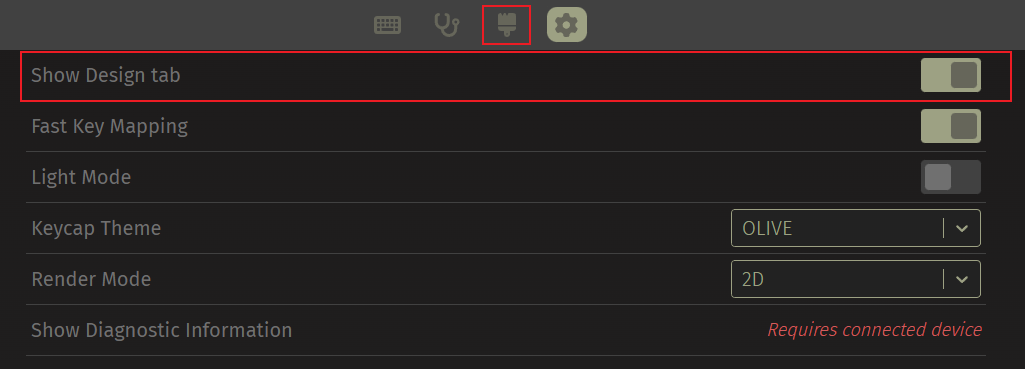 Show Design tab
Fast Key Mapping
Light Mode
Keycap Theme OLIVE
Render Mode 2D
Show Diagnostic Information Requires connected device